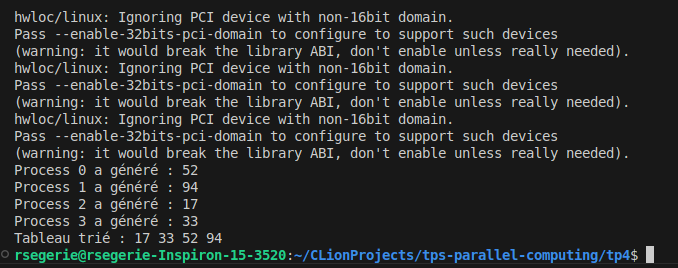 hwloc/linux: Ignoring PCI device with non-16bit domain.
Pass --enable-32bits-pci-domain to configure to support such devices
(warning: it would break the library ABI, don't enable unless really needed).
hwloc/linux: Ignoring PCI device with non-16bit domain.
Pass --enable-32bits-pci-domain to configure to support such devices
(warning: it would break the library ABI, don't enable unless really needed).
hwloc/linux: Ignoring PCI device with non-16bit domain.
Pass --enable-32bits-pci-domain to configure to support such devices
(warning: it would break the library ABI, don't enable unless really needed).
Process 0 a généré : 52
Process 1 a généré : 94
Process 2 a généré : 17
Process 3 a généré : 33
Tableau trié : 17 33 52 94
rsegerie@rsegerie-Inspiron-15-3520:~/CLionProjects/tps-parallel-computing/tp4$